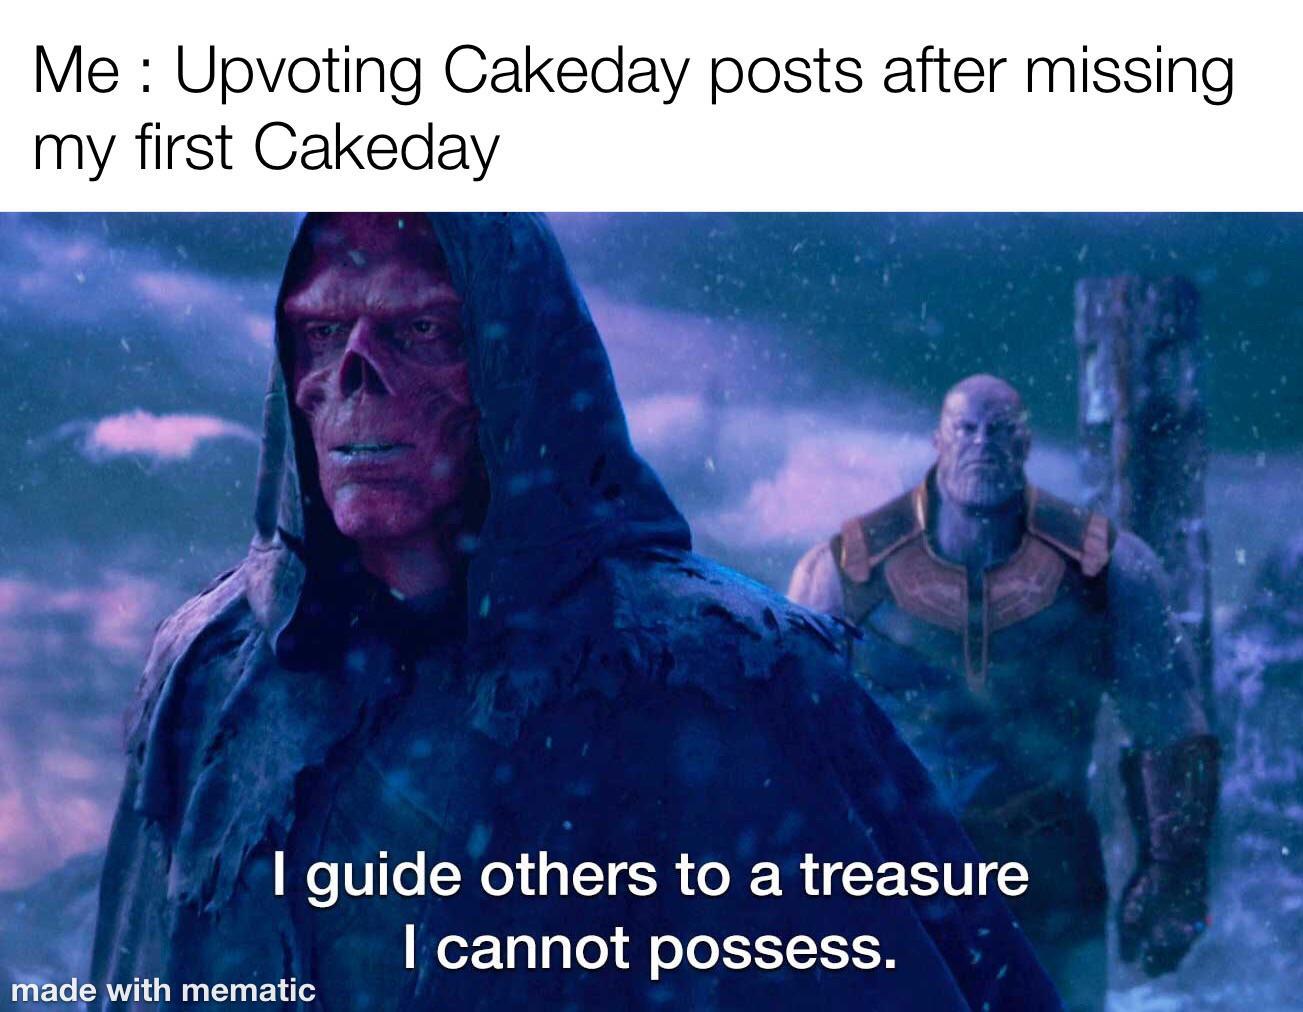 Me : Upvoting Cakeday posts after missing
my first Cakeday
I guide others to a treasure
I cannot possess.
made with mematic